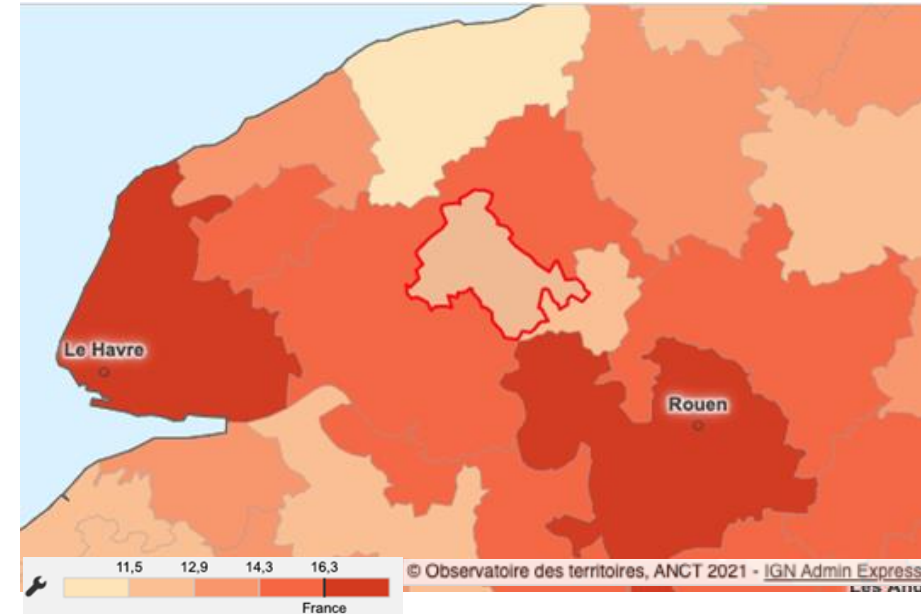 Le Havre
Rouen
11,5 12,9 14,3 16,3
© Observatoire des territoires, ANCT 2021 - IGN Admin Express
France